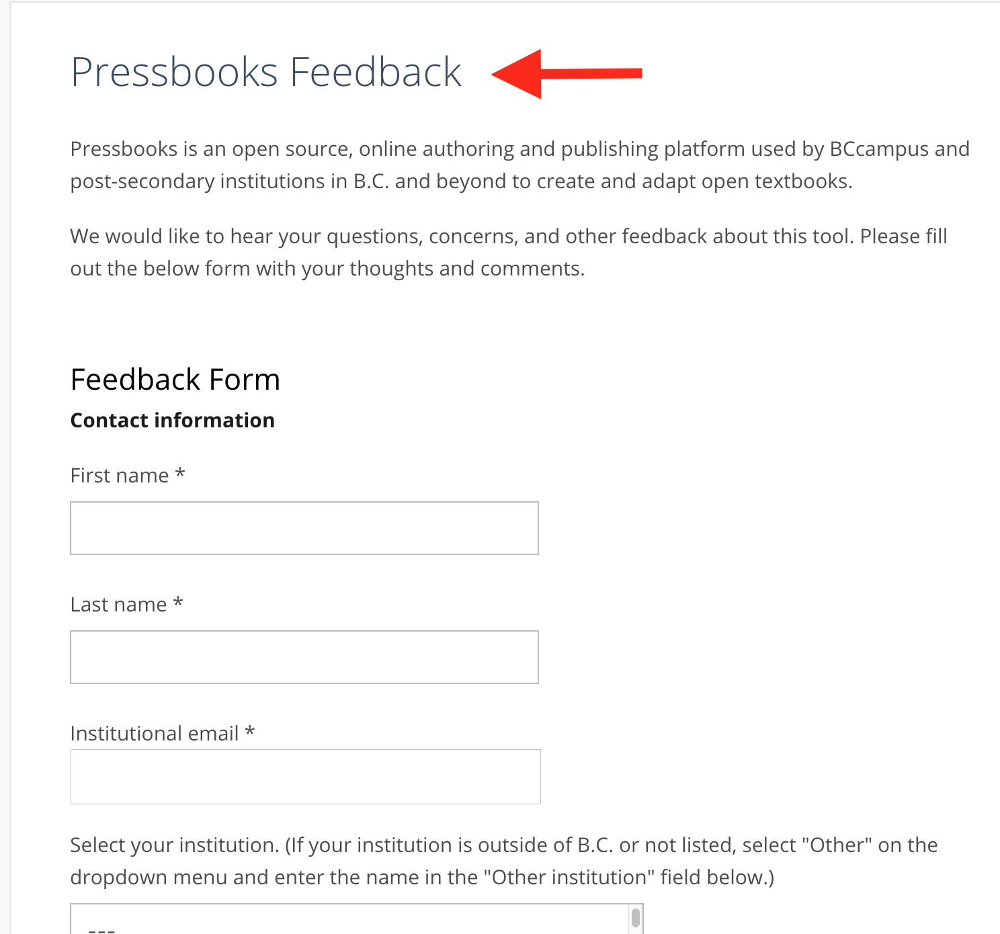 Pressbooks Feedback
Pressbooks is an open source, online authoring and publishing platform used by BCcampus and
post-secondary institutions in B.C. and beyond to create and adapt open textbooks.
We would like to hear your questions, concerns, and other feedback about this tool. Please fill
out the below form with your thoughts and comments.
Feedback Form
Contact information
First name *
Last name *
Institutional email *
Select your institution. (If your institution is outside of B.C. or not listed, select "Other" on the
dropdown menu and enter the name in the "Other institution" field below.)
---